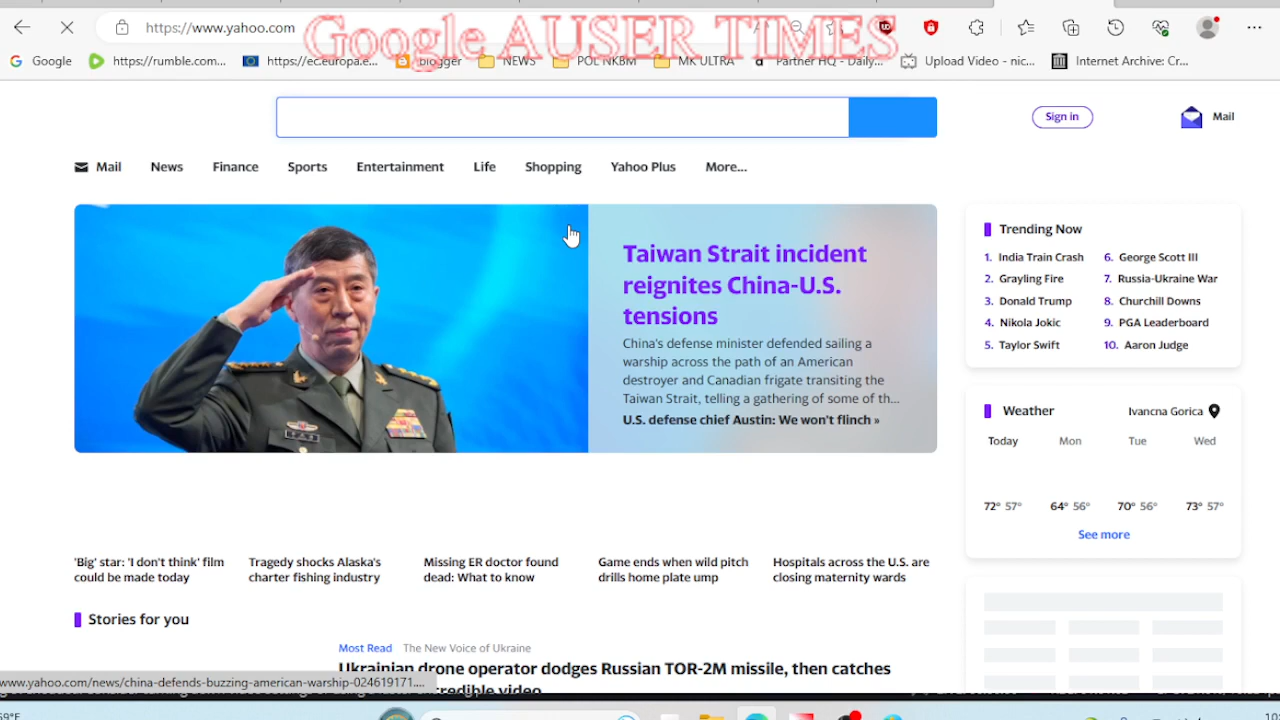 https://www.yahoo.com
Google AUSER TIMES
Google
https://rumble.com...
https://ec.europa.e...
blogger
NEWS
POL NKBM
MK ULTRA
Partner HQ - Daily...
Upload Video - nic...
Internet Archive: Cr...
Sign in
Mail
Mail
News
Finance
Sports
Entertainment
Life
Shopping
Yahoo Plus
More...
Taiwan Strait incident
reignites China-U.S.
tensions
China's defense minister defended sailing a
warship across the path of an American
destroyer and Canadian frigate transiting the
Taiwan Strait, telling a gathering of some of th...
U.S. defense chief Austin: We won't flinch »
Trending Now
1. India Train Crash
2. Grayling Fire
3. Donald Trump
4. Nikola Jokic
5. Taylor Swift
6. George Scott III
7. Russia-Ukraine War
8. Churchill Downs
9. PGA Leaderboard
10. Aaron Judge
Weather
Ivancna Gorica
Today
Mon
Tue
Wed
72° 57°
64° 56°
70° 56°
73° 57°
See more
'Big' star: 'I don't think' film
could be made today
Tragedy shocks Alaska's
charter fishing industry
Missing ER doctor found
dead: What to know
Game ends when wild pitch
drills home plate ump
Hospitals across the U.S. are
closing maternity wards
Stories for you
Most Read
The New Voice of Ukraine
Ukrainian drone operator dodges Russian TOR-2M missile, then catches
video
www.yahoo.com/news/china-defends-buzzing-american-warship-024619171....